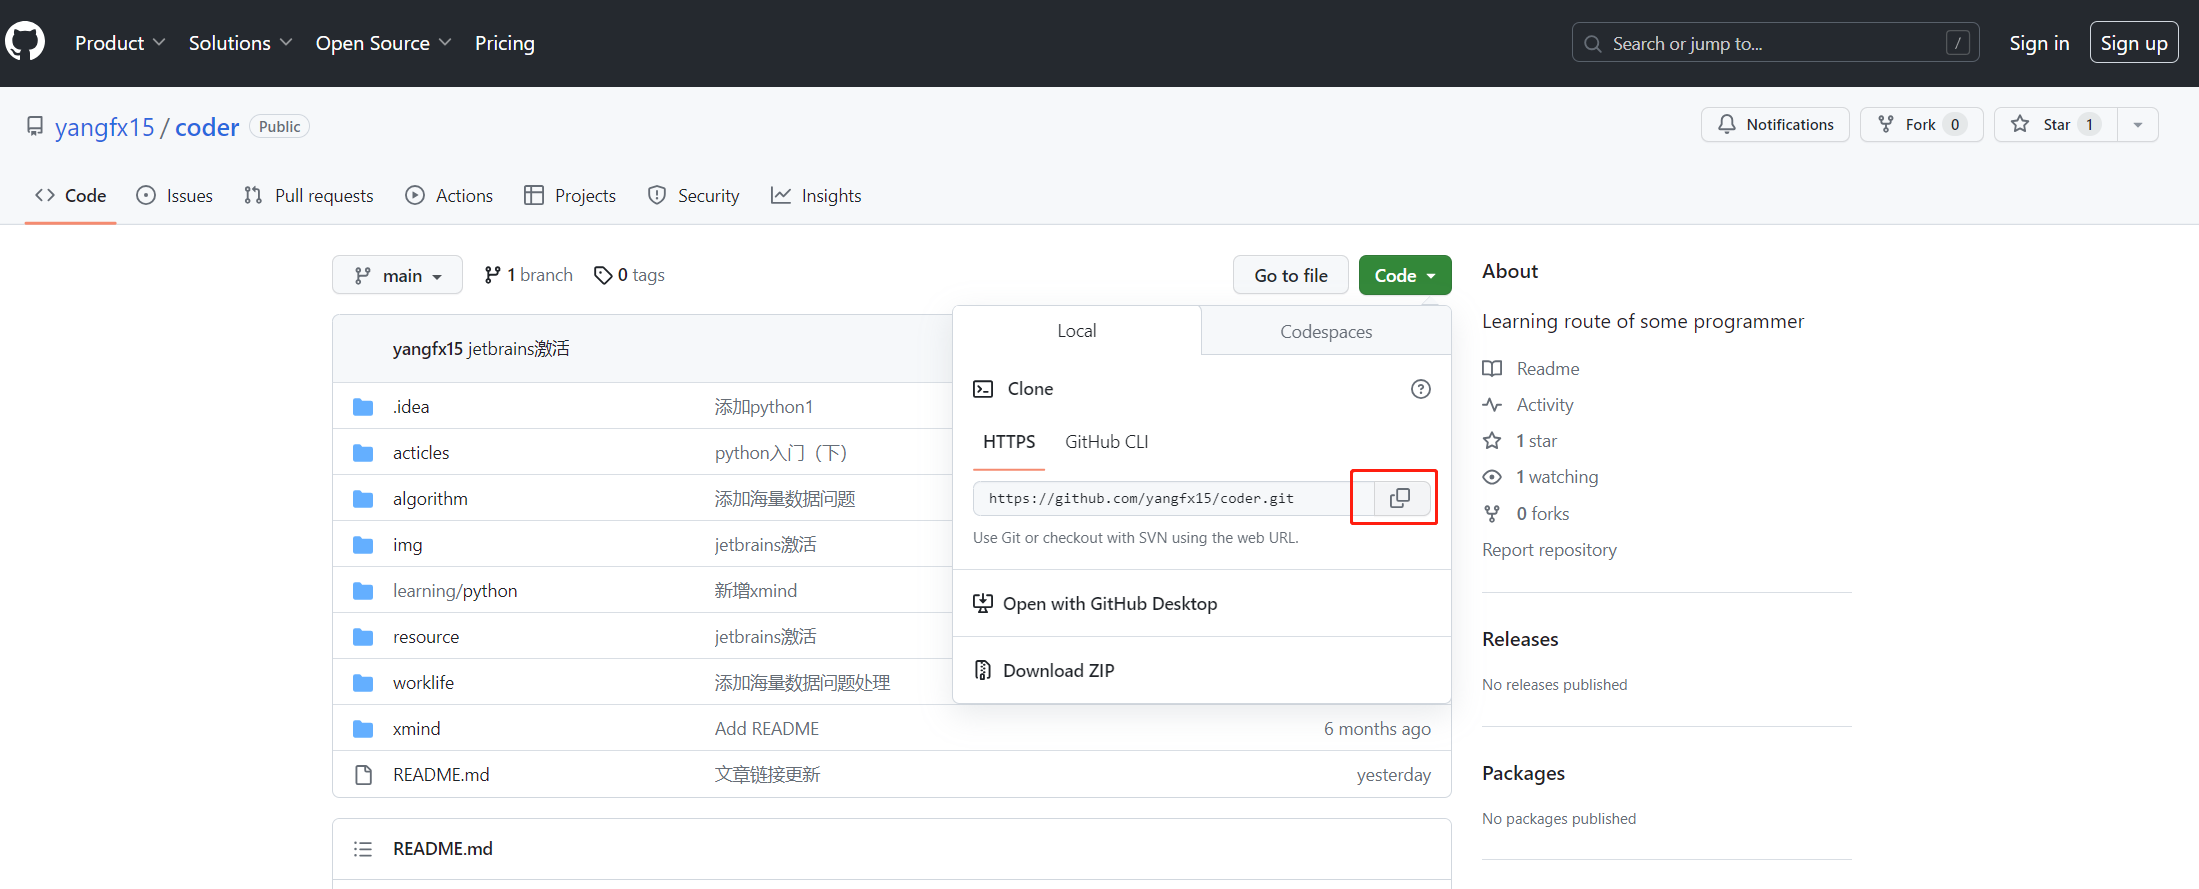 Product Solutions Open Source Pricing Search or jump to... / Sign in Sign up
yangfx15 / coder Public Notifications Fork 0 Star 1
Code Issues Pull requests Actions Projects Security Insights
main 1 branch 0 tags Go to file Code
yangfx15 jetbrains激活
.idea 添加python1
acticles python入门（下）
algorithm 添加海量数据问题
img jetbrains激活
learning/python 新增xmind
resource jetbrains激活
worklife 添加海量数据问题处理
xmind Add README 6 months ago
README.md 文章链接更新 yesterday
README.md
Local Codespaces
Clone
HTTPS GitHub CLI
https://github.com/yangfx15/coder.git
Use Git or checkout with SVN using the web URL.
Open with GitHub Desktop
Download ZIP
About
Learning route of some programmer
Readme
Activity
1 star
1 watching
0 forks
Report repository
Releases
No releases published
Packages
No packages published